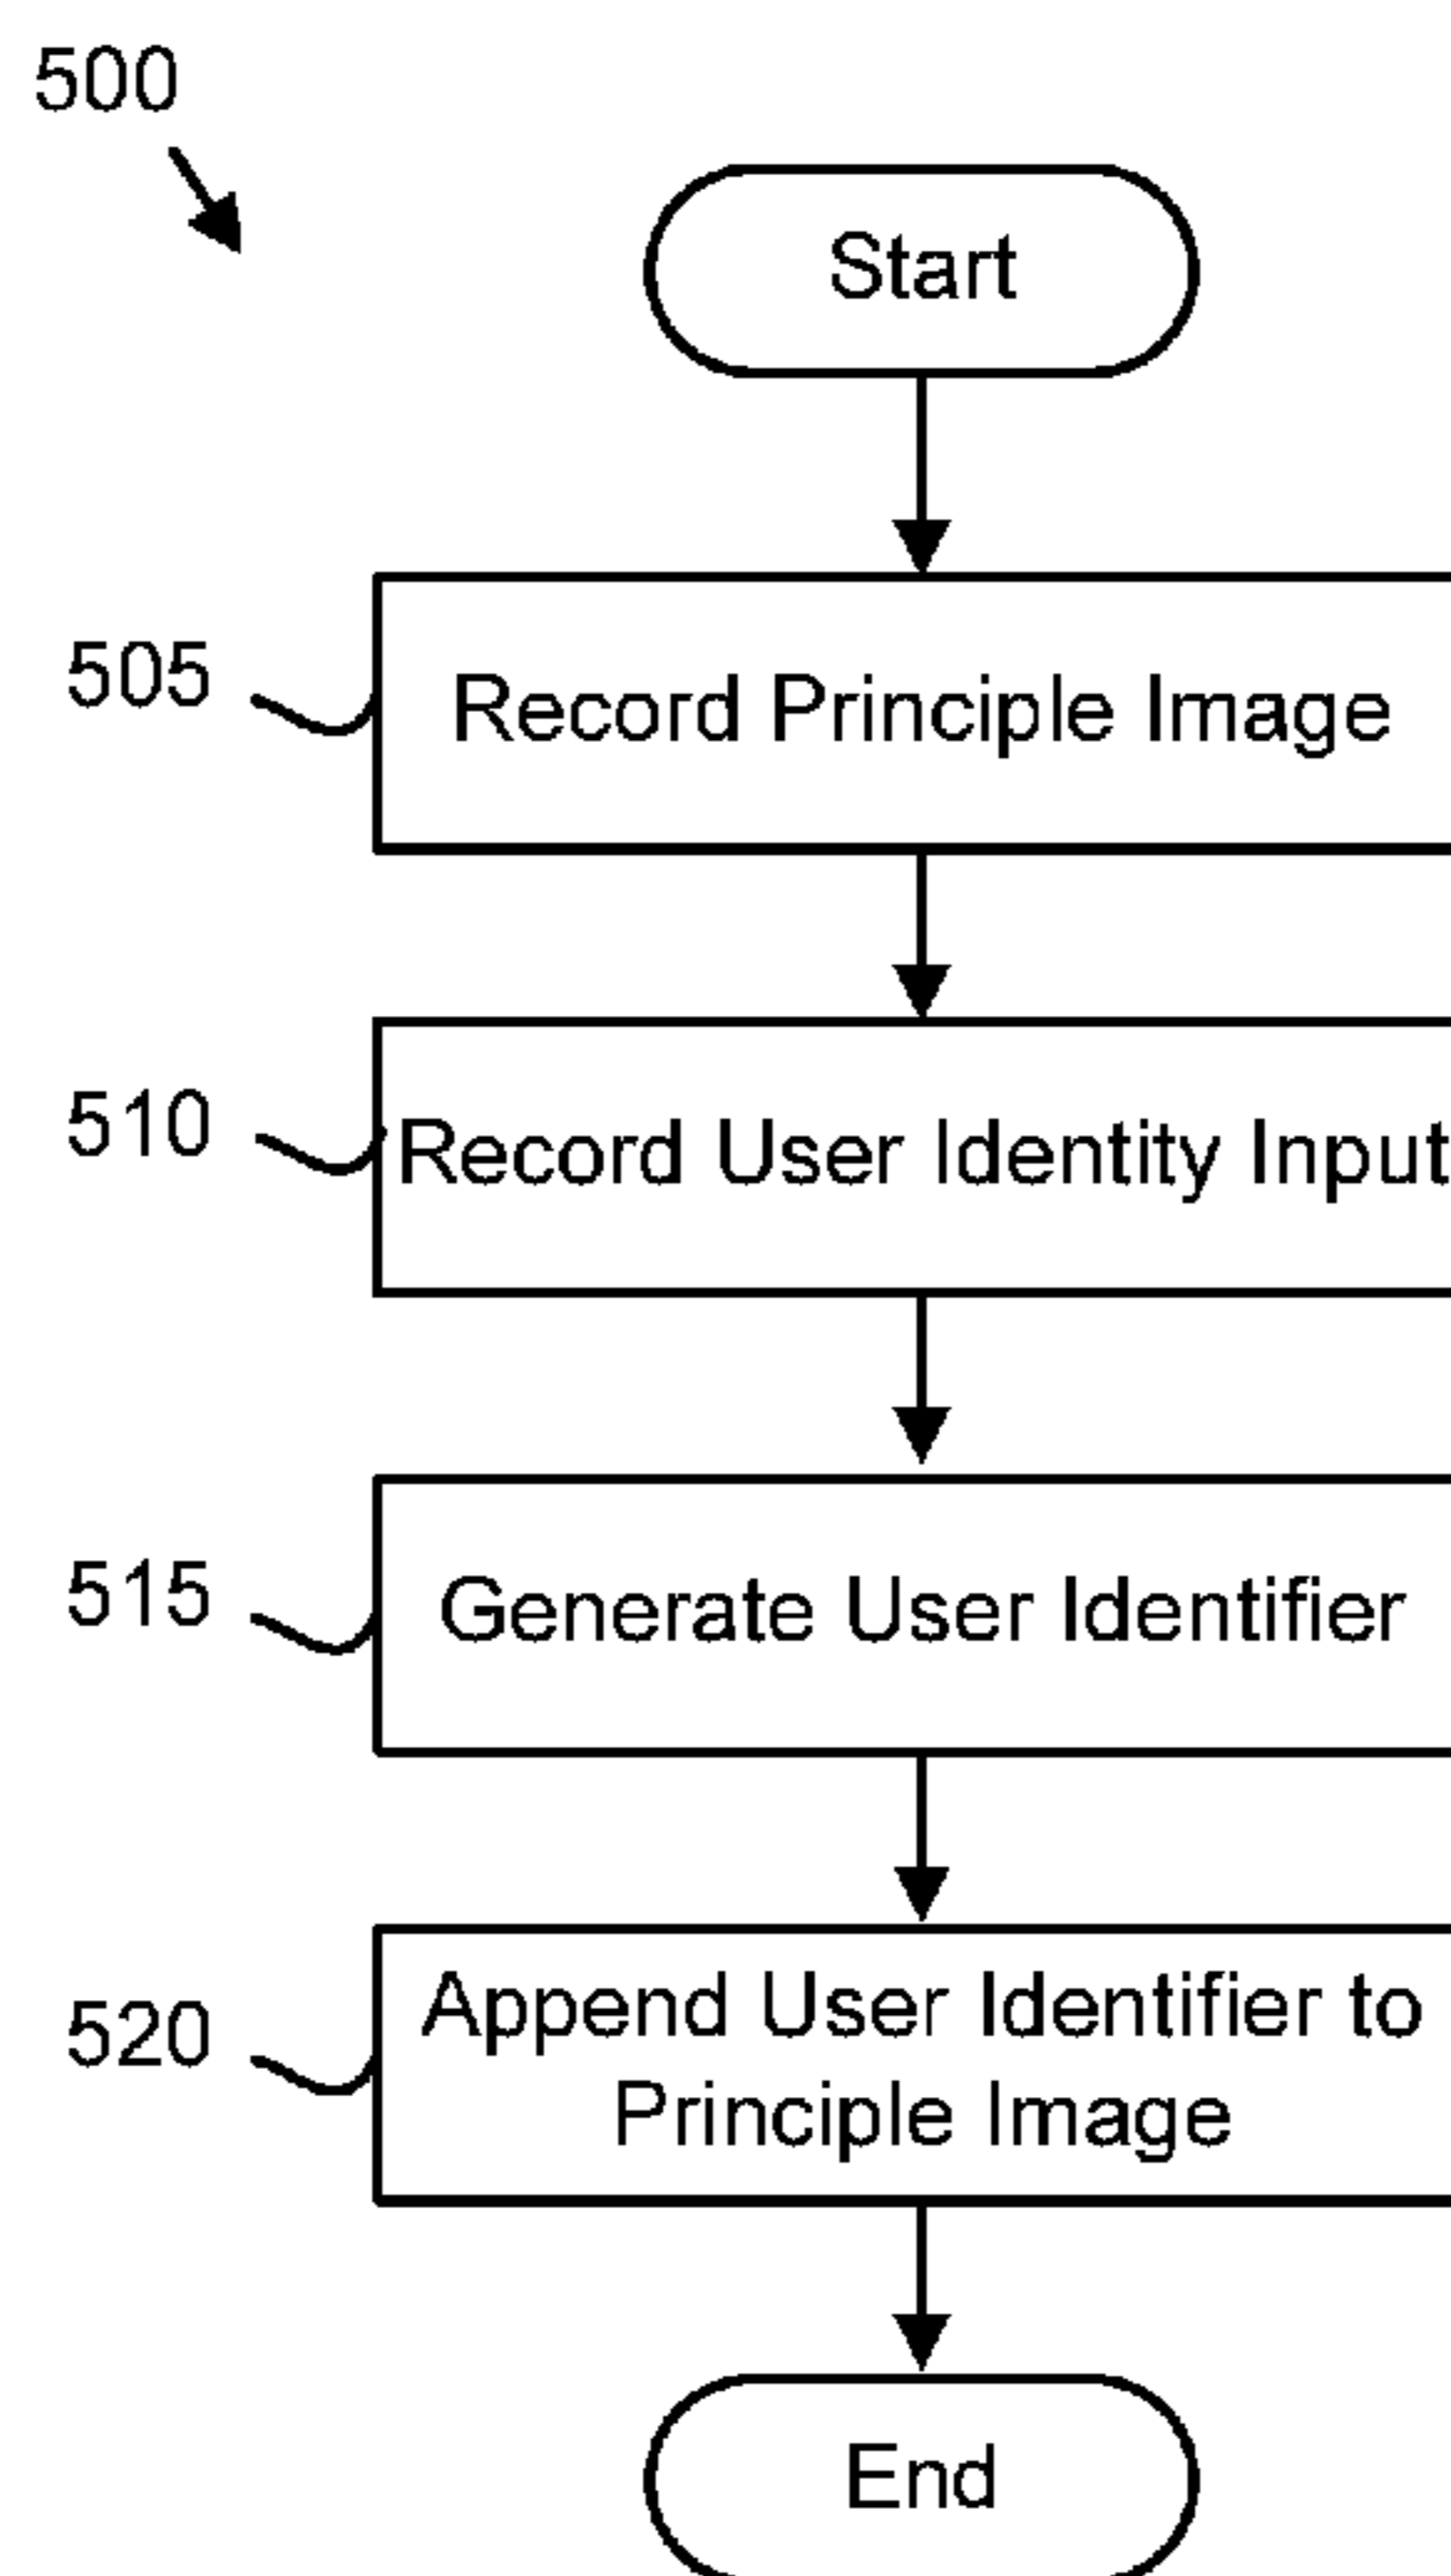 500
Start
505
Record Principle Image
510
Record User Identity Input
515
Generate User Identifier
520
Append User Identifier to
Principle Image
End